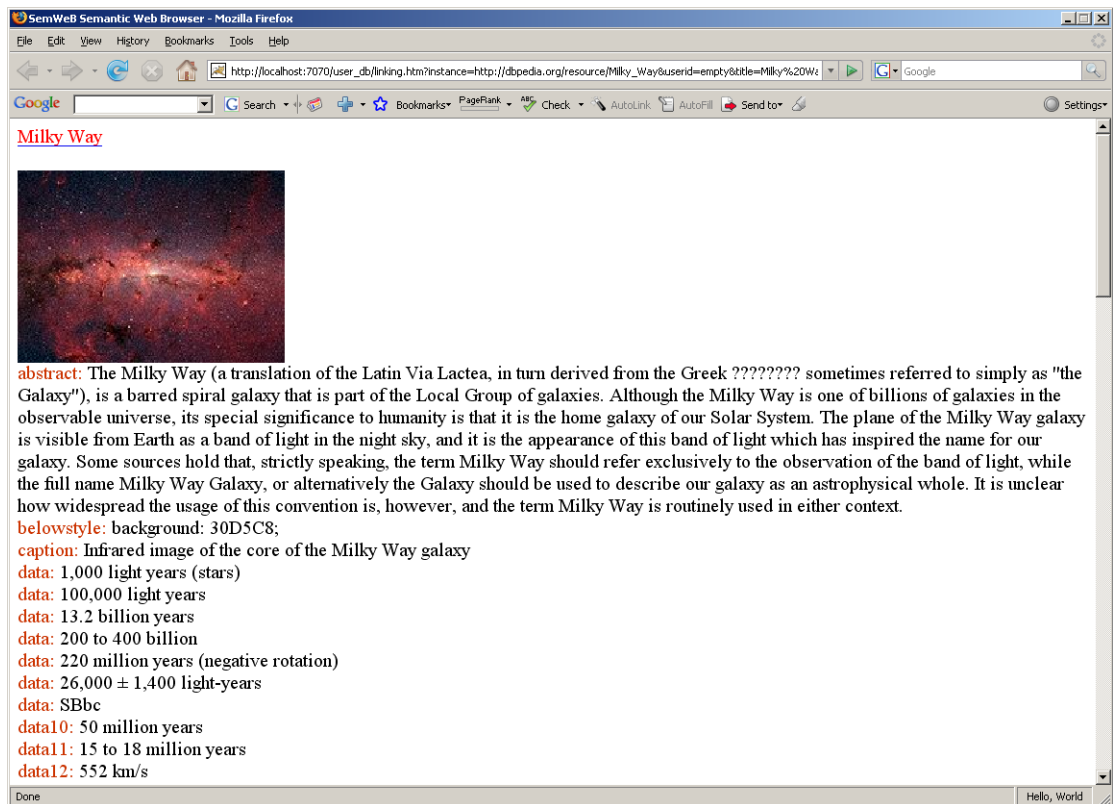 SemWeB Semantic Web Browser - Mozilla Firefox
File Edit View History Bookmarks Tools Help
http://localhost:7070/user_db/linking.htm?instance=http://dbpedia.org/resource/Milky_Way&userid=empty&title=Milky%20Wa
G Google
Google G Search Bookmarks PageRank ABC Check AutoLink AutoFill Send to Settings
Milky Way
abstract: The Milky Way (a translation of the Latin Via Lactea, in turn derived from the Greek ???????? sometimes referred to simply as "the
Galaxy"), is a barred spiral galaxy that is part of the Local Group of galaxies. Although the Milky Way is one of billions of galaxies in the
observable universe, its special significance to humanity is that it is the home galaxy of our Solar System. The plane of the Milky Way galaxy
is visible from Earth as a band of light in the night sky, and it is the appearance of this band of light which has inspired the name for our
galaxy. Some sources hold that, strictly speaking, the term Milky Way should refer exclusively to the observation of the band of light, while
the full name Milky Way Galaxy, or alternatively the Galaxy should be used to describe our galaxy as an astrophysical whole. It is unclear
how widespread the usage of this convention is, however, and the term Milky Way is routinely used in either context.
belowstyle: background: 30D5C8;
caption: Infrared image of the core of the Milky Way galaxy
data: 1,000 light years (stars)
data: 100,000 light years
data: 13.2 billion years
data: 200 to 400 billion
data: 220 million years (negative rotation)
data: 26,000 ± 1,400 light-years
data: SBbc
data10: 50 million years
data11: 15 to 18 million years
data12: 552 km/s
Done Hello, World